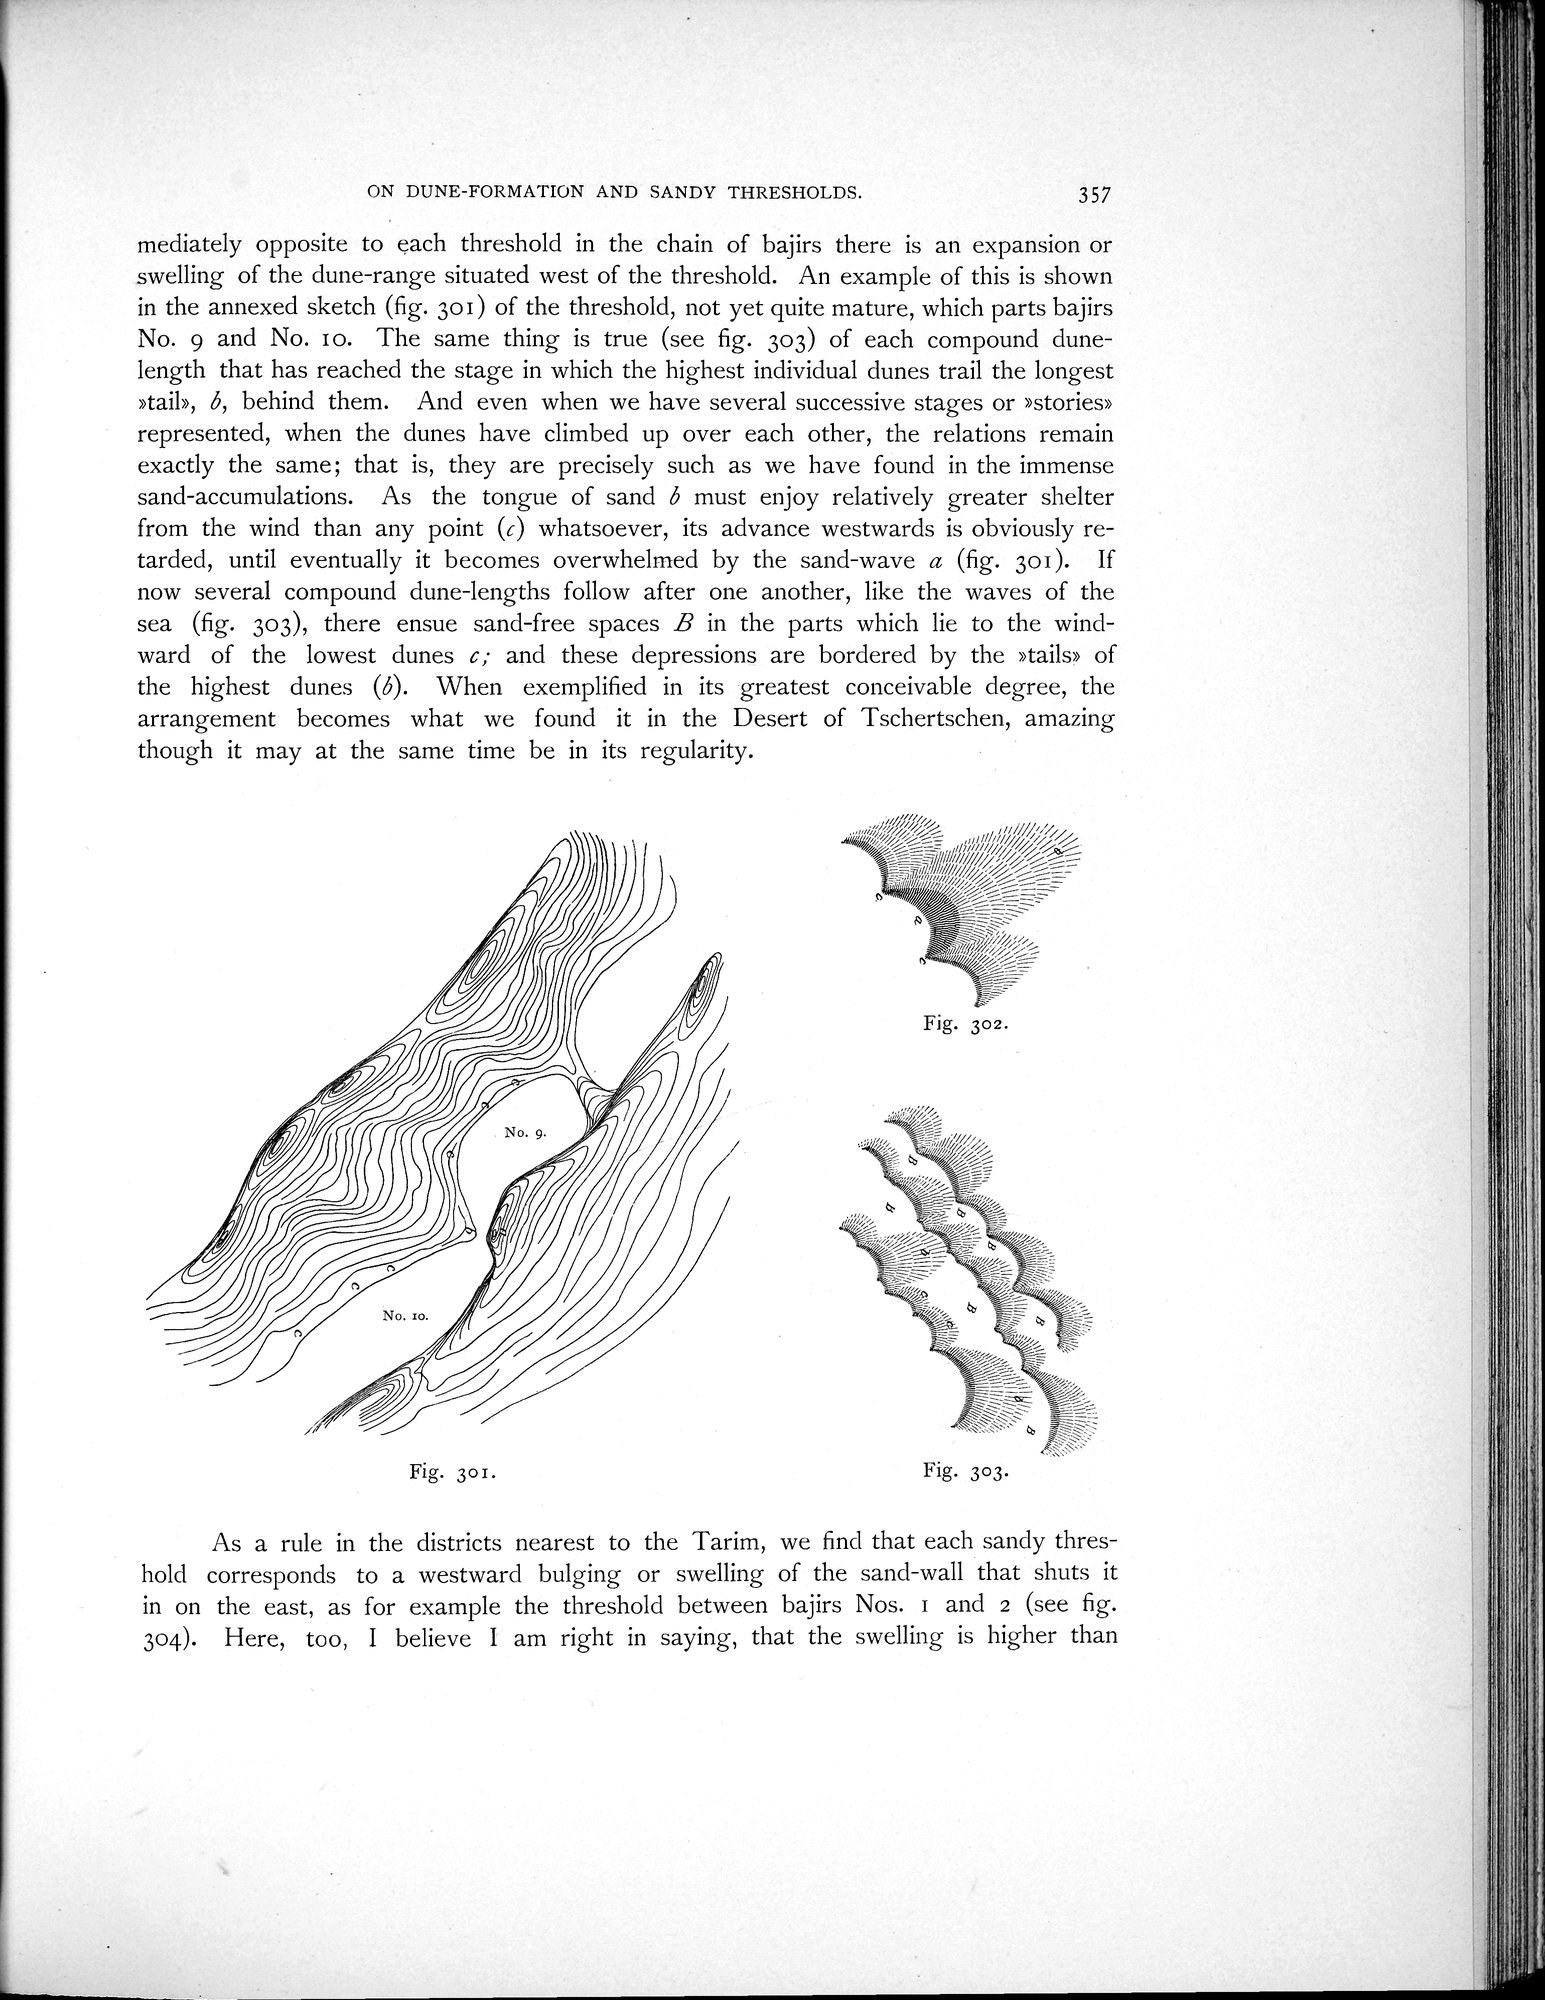 ON DUNE-FORMATION AND SANDY THRESHOLDS. 357
mediately opposite to each threshold in the chain of bajirs there is an expansion or
swelling of the dune-range situated west of the threshold. An example of this is shown
in the annexed sketch (fig. 301) of the threshold, not yet quite mature, which parts bajirs
No. 9 and No. 10. The same thing is true (see fig. 303) of each compound dune-
length that has reached the stage in which the highest individual dunes trail the longest
»tail», b, behind them. And even when we have several successive stages or »stories»
represented, when the dunes have climbed up over each other, the relations remain
exactly the same; that is, they are precisely such as we have found in the immense
sand-accumulations. As the tongue of sand b must enjoy relatively greater shelter
from the wind than any point (c) whatsoever, its advance westwards is obviously re-
tarded, until eventually it becomes overwhelmed by the sand-wave a (fig. 301). If
now several compound dune-lengths follow after one another, like the waves of the
sea (fig. 303), there ensue sand-free spaces B in the parts which lie to the wind-
ward of the lowest dunes c; and these depressions are bordered by the »tails» of
the highest dunes (b). When exemplified in its greatest conceivable degree, the
arrangement becomes what we found it in the Desert of Tschertschen, amazing
though it may at the same time be in its regularity.
c
c
c
No. 9.
b
a
c
c
c
No. 10.
Fig. 301.
B
c
a
c
Fig. 302.
B
B
B
B
b
c
B
c
B
b
B
Fig. 303.
As a rule in the districts nearest to the Tarim, we find that each sandy thres-
hold corresponds to a westward bulging or swelling of the sand-wall that shuts it
in on the east, as for example the threshold between bajirs Nos. 1 and 2 (see fig.
304). Here, too, I believe I am right in saying, that the swelling is higher than